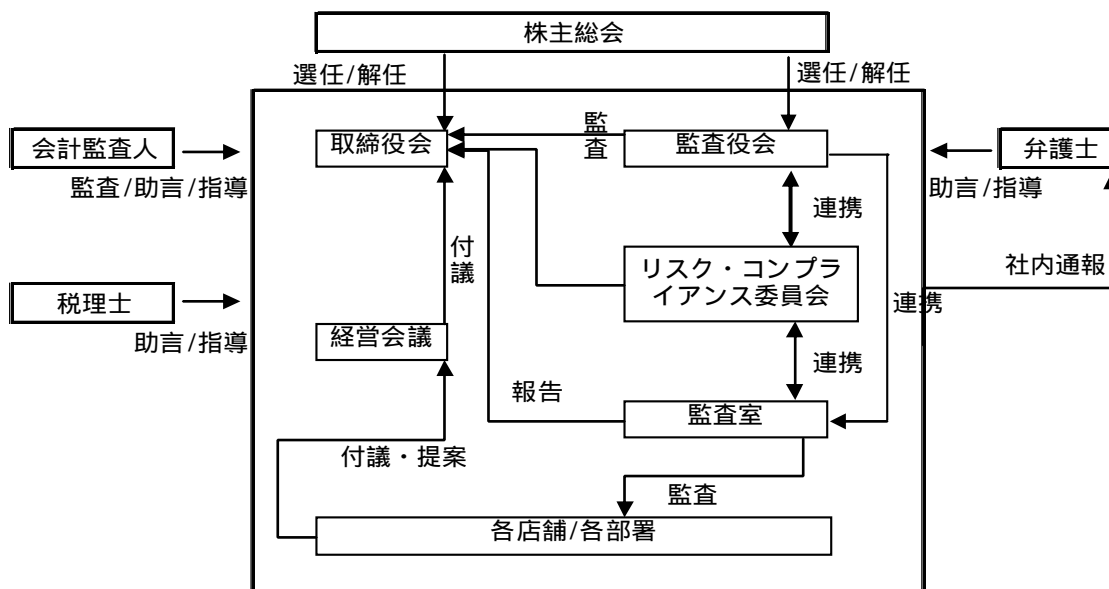 株主総会
選任/解任
選任/解任
会計監査人
監査/助言/指導
取締役会
監査
監査役会
弁護士
助言/指導
連携
付議
リスク・コンプラ
イアンス委員会
社内通報
税理士
助言/指導
連携
経営会議
連携
報告
監査室
付議・提案
監査
各店舗/各部署